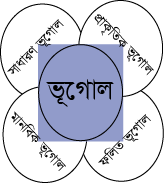 সাধারণ ভূগোল
প্রাকৃতিক ভূগোল
ভূগোল
মানবিক ভূগোল
ফলিত ভূগোল